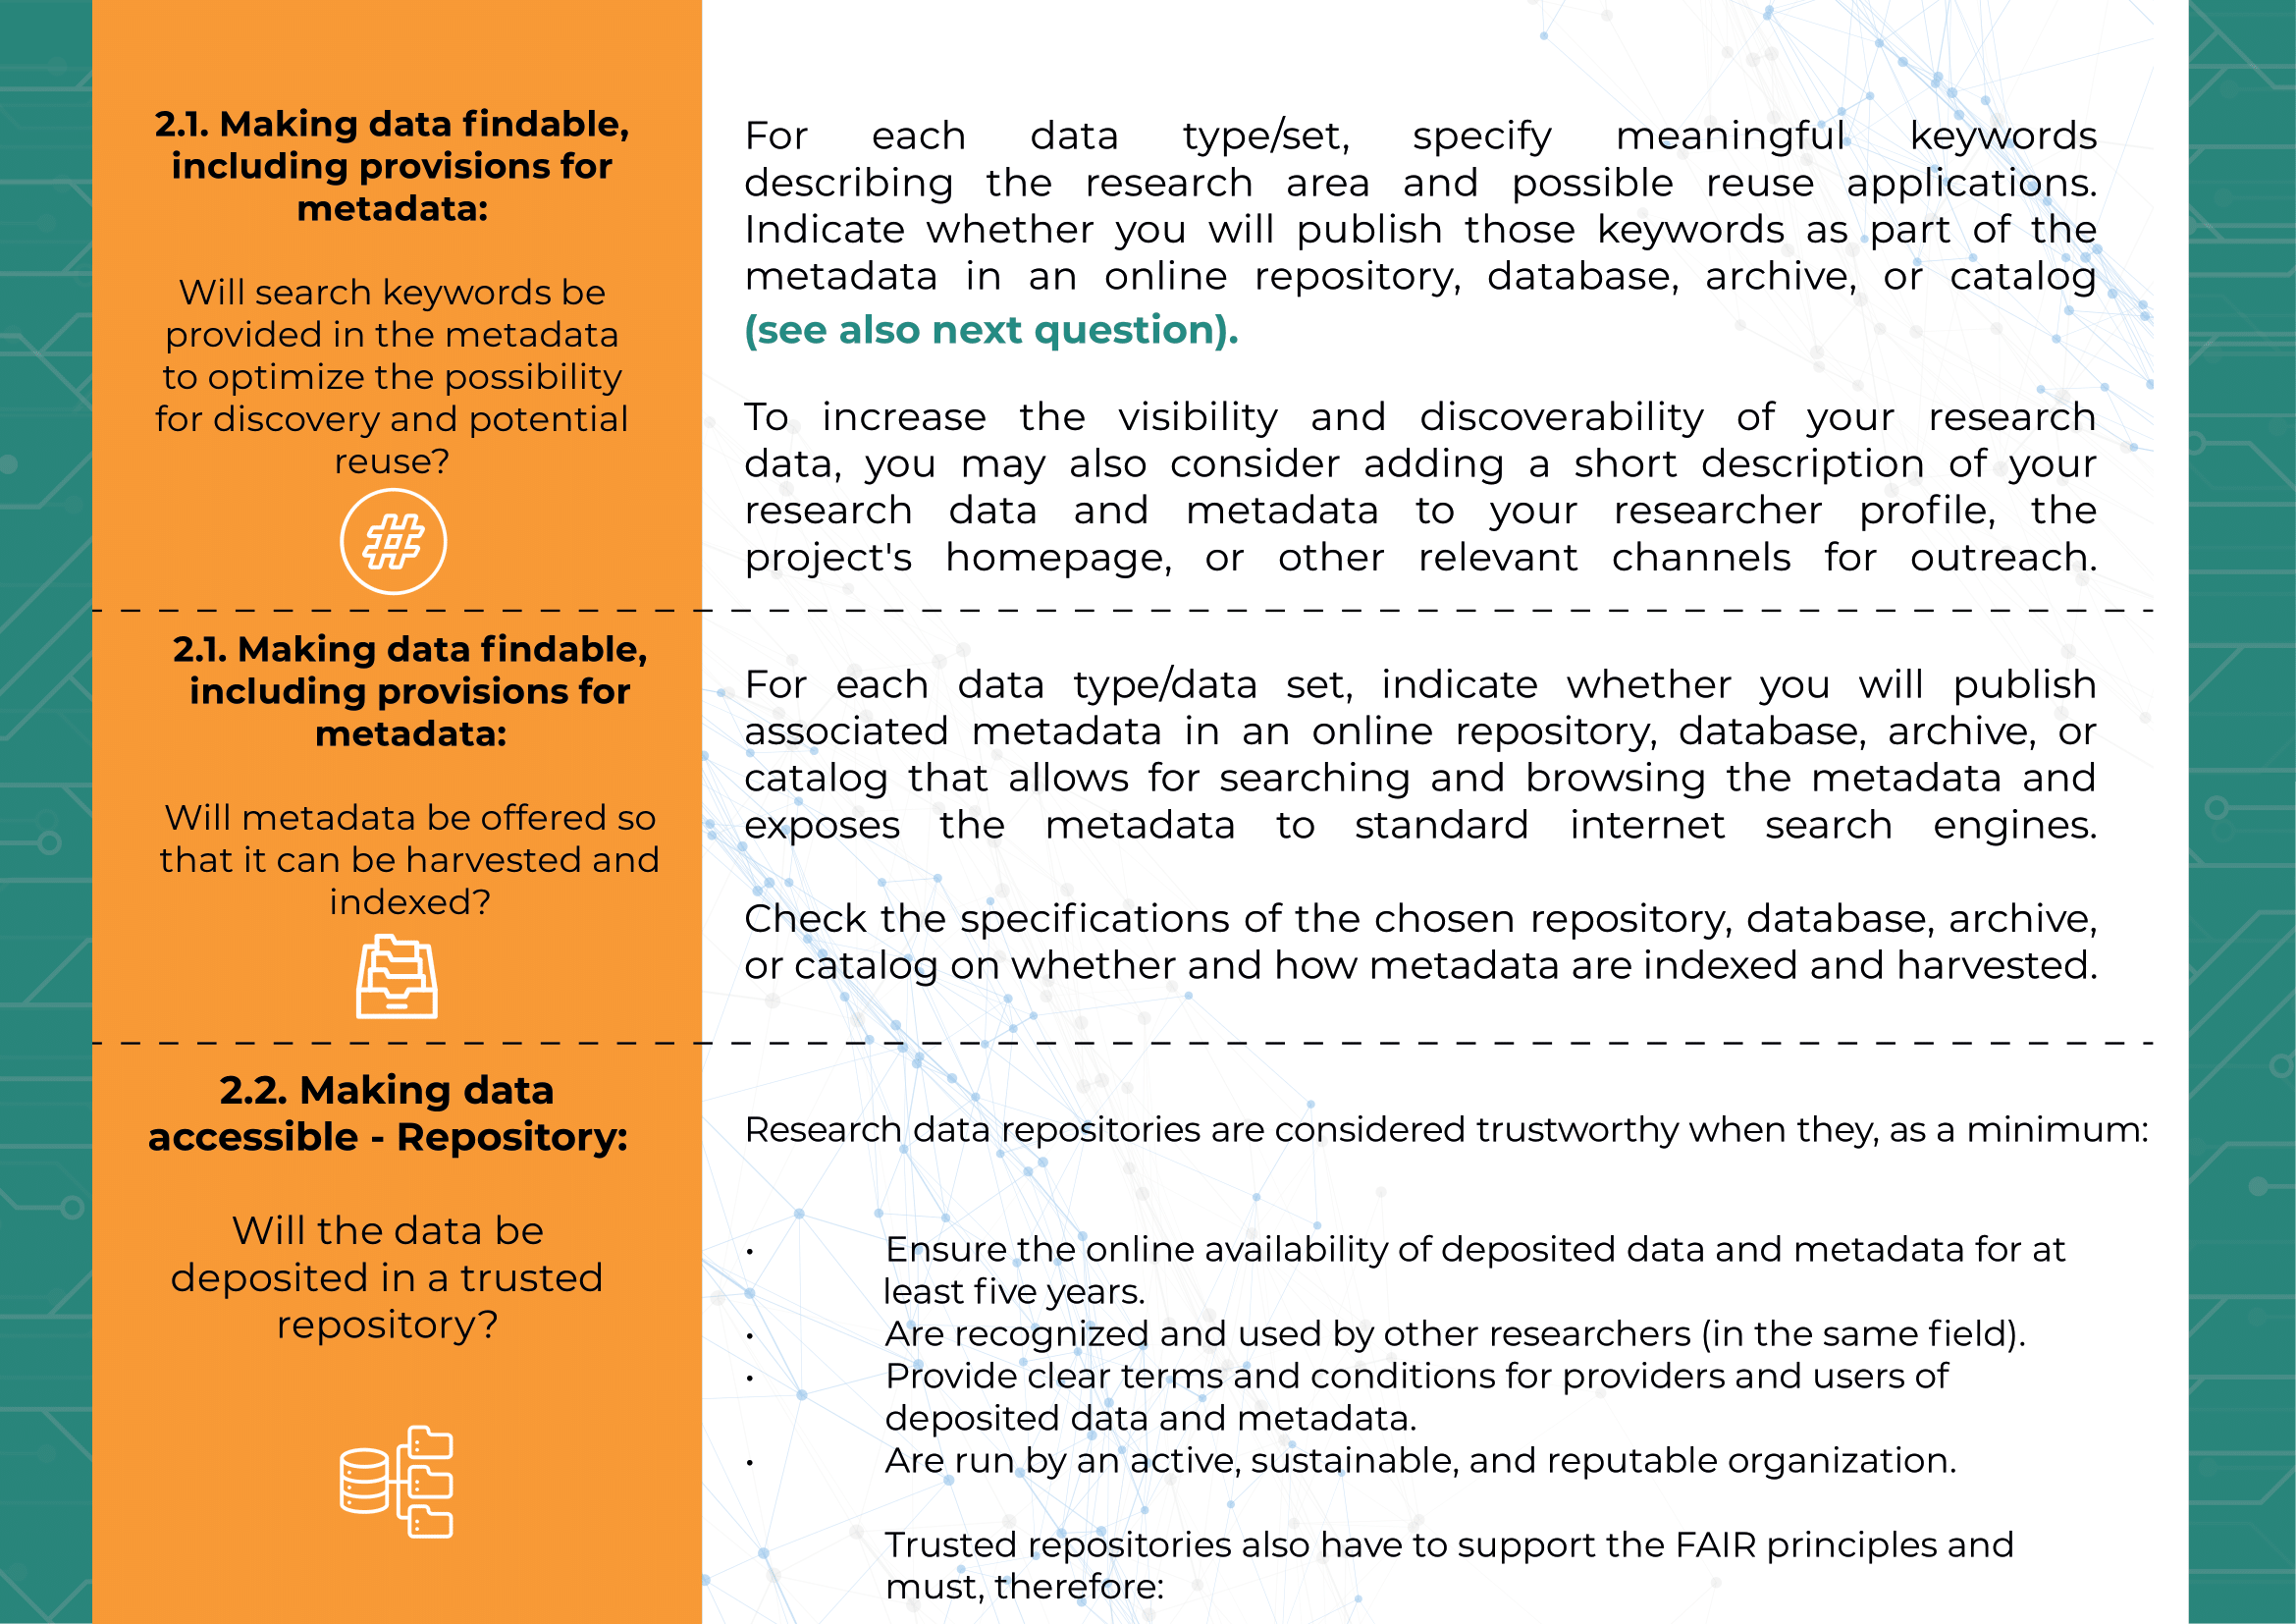 2.1. Making data findable,
including provisions for
metadata:
Will search keywords be
provided in the metadata
to optimize the possibility
for discovery and potential
reuse?
For each data type/set, specify meaningful keywords
describing the research area and possible reuse applications.
Indicate whether you will publish those keywords as part of the
metadata in an online repository, database, archive, or catalog
(see also next question).
To increase the visibility and discoverability of your research
data, you may also consider adding a short description of your
research data and metadata to your researcher profile, the
project's homepage, or other relevant channels for outreach.
2.1. Making data findable,
including provisions for
metadata:
Will metadata be offered so
that it can be harvested and
indexed?
For each data type/data set, indicate whether you will publish
associated metadata in an online repository, database, archive, or
catalog that allows for searching and browsing the metadata and
exposes the metadata to standard internet search engines.
Check the specifications of the chosen repository, database, archive,
or catalog on whether and how metadata are indexed and harvested.
2.2. Making data
accessible - Repository:
Will the data be
deposited in a trusted
repository?
Research data repositories are considered trustworthy when they, as a minimum:
• Ensure the online availability of deposited data and metadata for at
least five years.
• Are recognized and used by other researchers (in the same field).
• Provide clear terms and conditions for providers and users of
deposited data and metadata.
• Are run by an active, sustainable, and reputable organization.
Trusted repositories also have to support the FAIR principles and
must, therefore: